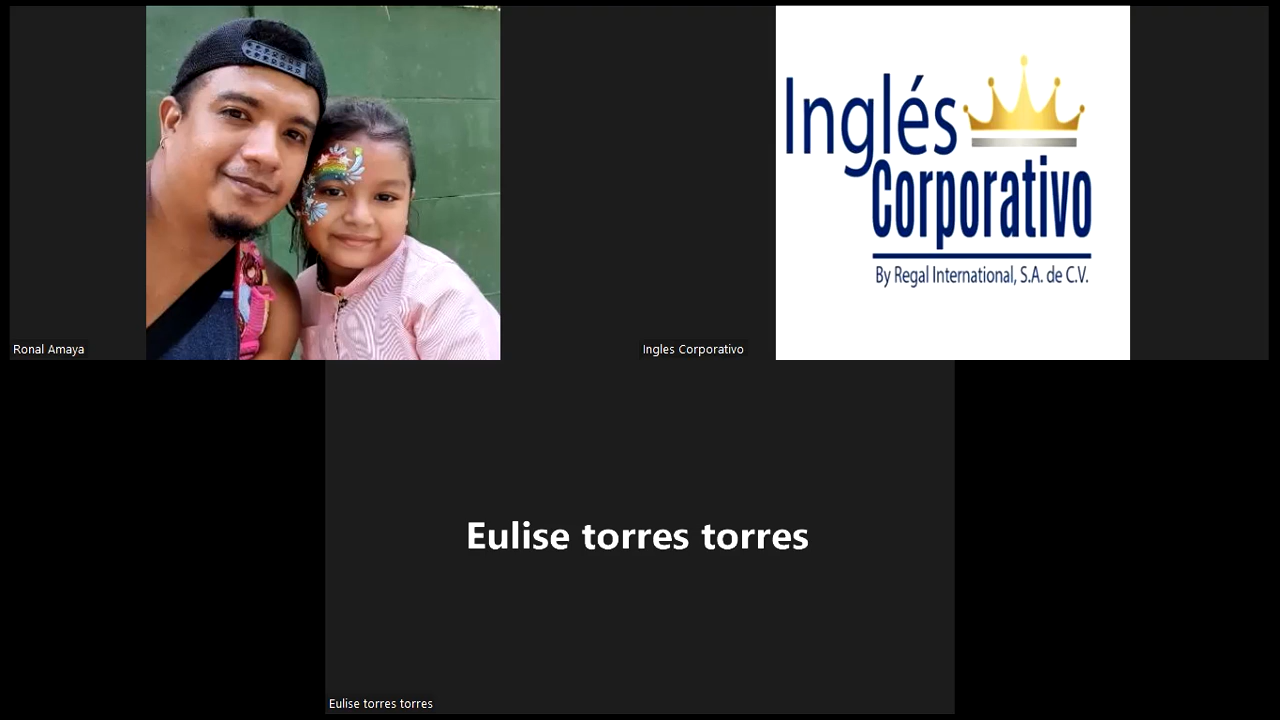 Inglés
Corporativo
By Regal International, S.A. de C.V.
Ronal Amaya
Ingles Corporativo
Eulise torres torres
Eulise torres torres